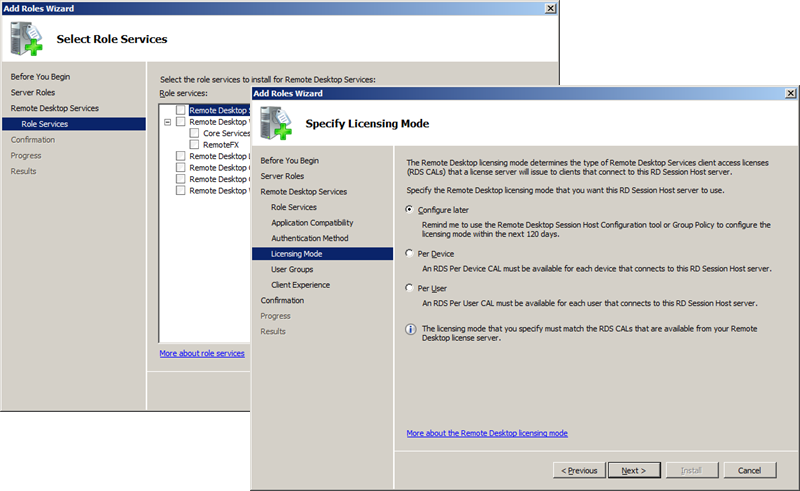 Add Roles Wizard
Select Role Services
Before You Begin
Server Roles
Remote Desktop Services
Role Services
Confirmation
Progress
Results
Select the role services to install for Remote Desktop Services:
Role services:
Remote Desktop
Remote Desktop
Core Services
RemoteFX
Remote Desktop
Remote Desktop
Remote Desktop
Remote Desktop
More about role services
Add Roles Wizard
Specify Licensing Mode
Before You Begin
Server Roles
Remote Desktop Services
Role Services
Application Compatibility
Authentication Method
Licensing Mode
User Groups
Client Experience
Confirmation
Progress
Results
The Remote Desktop licensing mode determines the type of Remote Desktop Services client access licenses
(RDS CALs) that a license server will issue to clients that connect to this RD Session Host server.
Specify the Remote Desktop licensing mode that you want this RD Session Host server to use.
Configure later
Remind me to use the Remote Desktop Session Host Configuration tool or Group Policy to configure the
licensing mode within the next 120 days.
Per Device
An RDS Per Device CAL must be available for each device that connects to this RD Session Host server.
Per User
An RDS Per User CAL must be available for each user that connects to this RD Session Host server.
The licensing mode that you specify must match the RDS CALs that are available from your Remote
Desktop license server.
More about the Remote Desktop licensing mode
< Previous
Next >
Install
Cancel